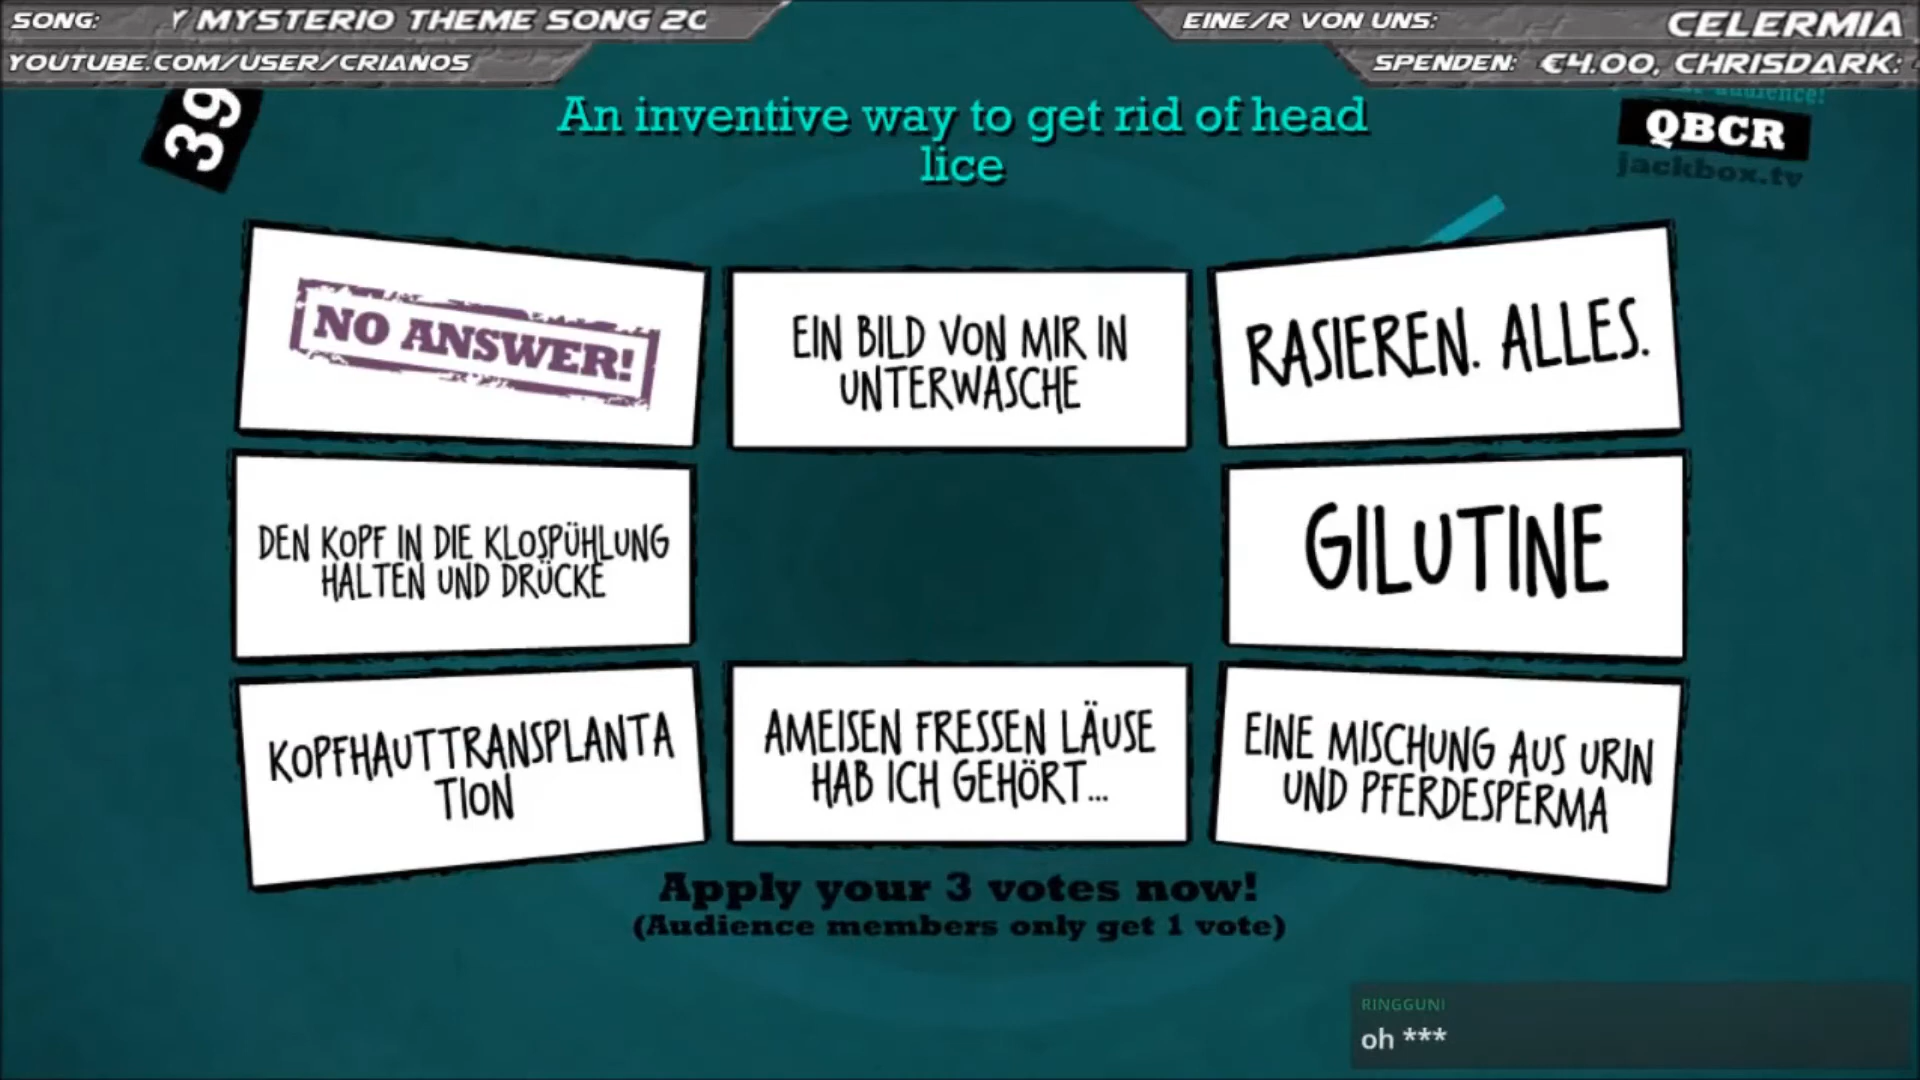 SONG:
Y MYSTERIO THEME SONG 20
EINE/R VON UNS:
CELERMIA
YOUTUBE.COM/USER/CRIANOS
SPENDEN: €4.00, CHRISDARK:
39
An inventive way to get rid of head
lice
audience!
QBCR
jackbox.tv
NO ANSWER!
EIN BILD VON MIR IN
UNTERWÄSCHE
RASIEREN. ALLES.
DEN KOPF IN DIE KLOSPÜHLUNG
HALTEN UND DRÜCKE
GILUTINE
KOPFHAUTTRANSPLANTA
TION
AMEISEN FRESSEN LÄUSE
HAB ICH GEHÖRT...
EINE MISCHUNG AUS URIN
UND PFERDESPERMA
Apply your 3 votes now!
(Audience members only get 1 vote)
RINGGUNI
oh ***